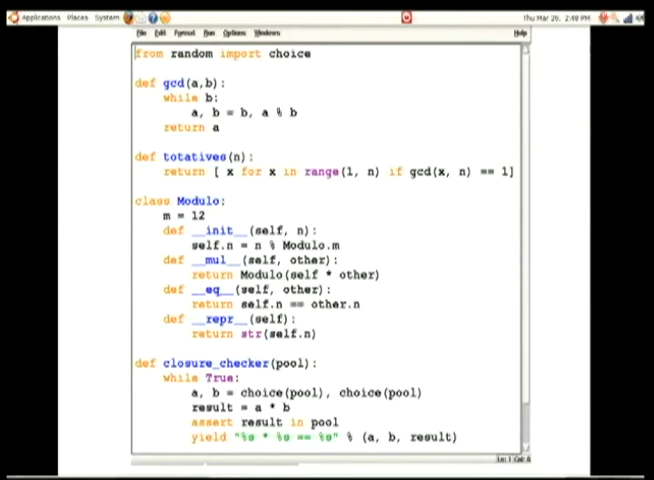 Applications Places System
Thu Mar 26, 2:48 PM
File Edit Format Run Options Windows Help
from random import choice
def gcd(a,b):
while b:
a, b = b, a % b
return a
def totatives(n):
return [ x for x in range(1, n) if gcd(x, n) == 1]
class Modulo:
m = 12
def __init__(self, n):
self.n = n % Modulo.m
def __mul__(self, other):
return Modulo(self * other)
def __eq__(self, other):
return self.n == other.n
def __repr__(self):
return str(self.n)
def closure_checker(pool):
while True:
a, b = choice(pool), choice(pool)
result = a * b
assert result in pool
yield "%s * %s == %s" % (a, b, result)